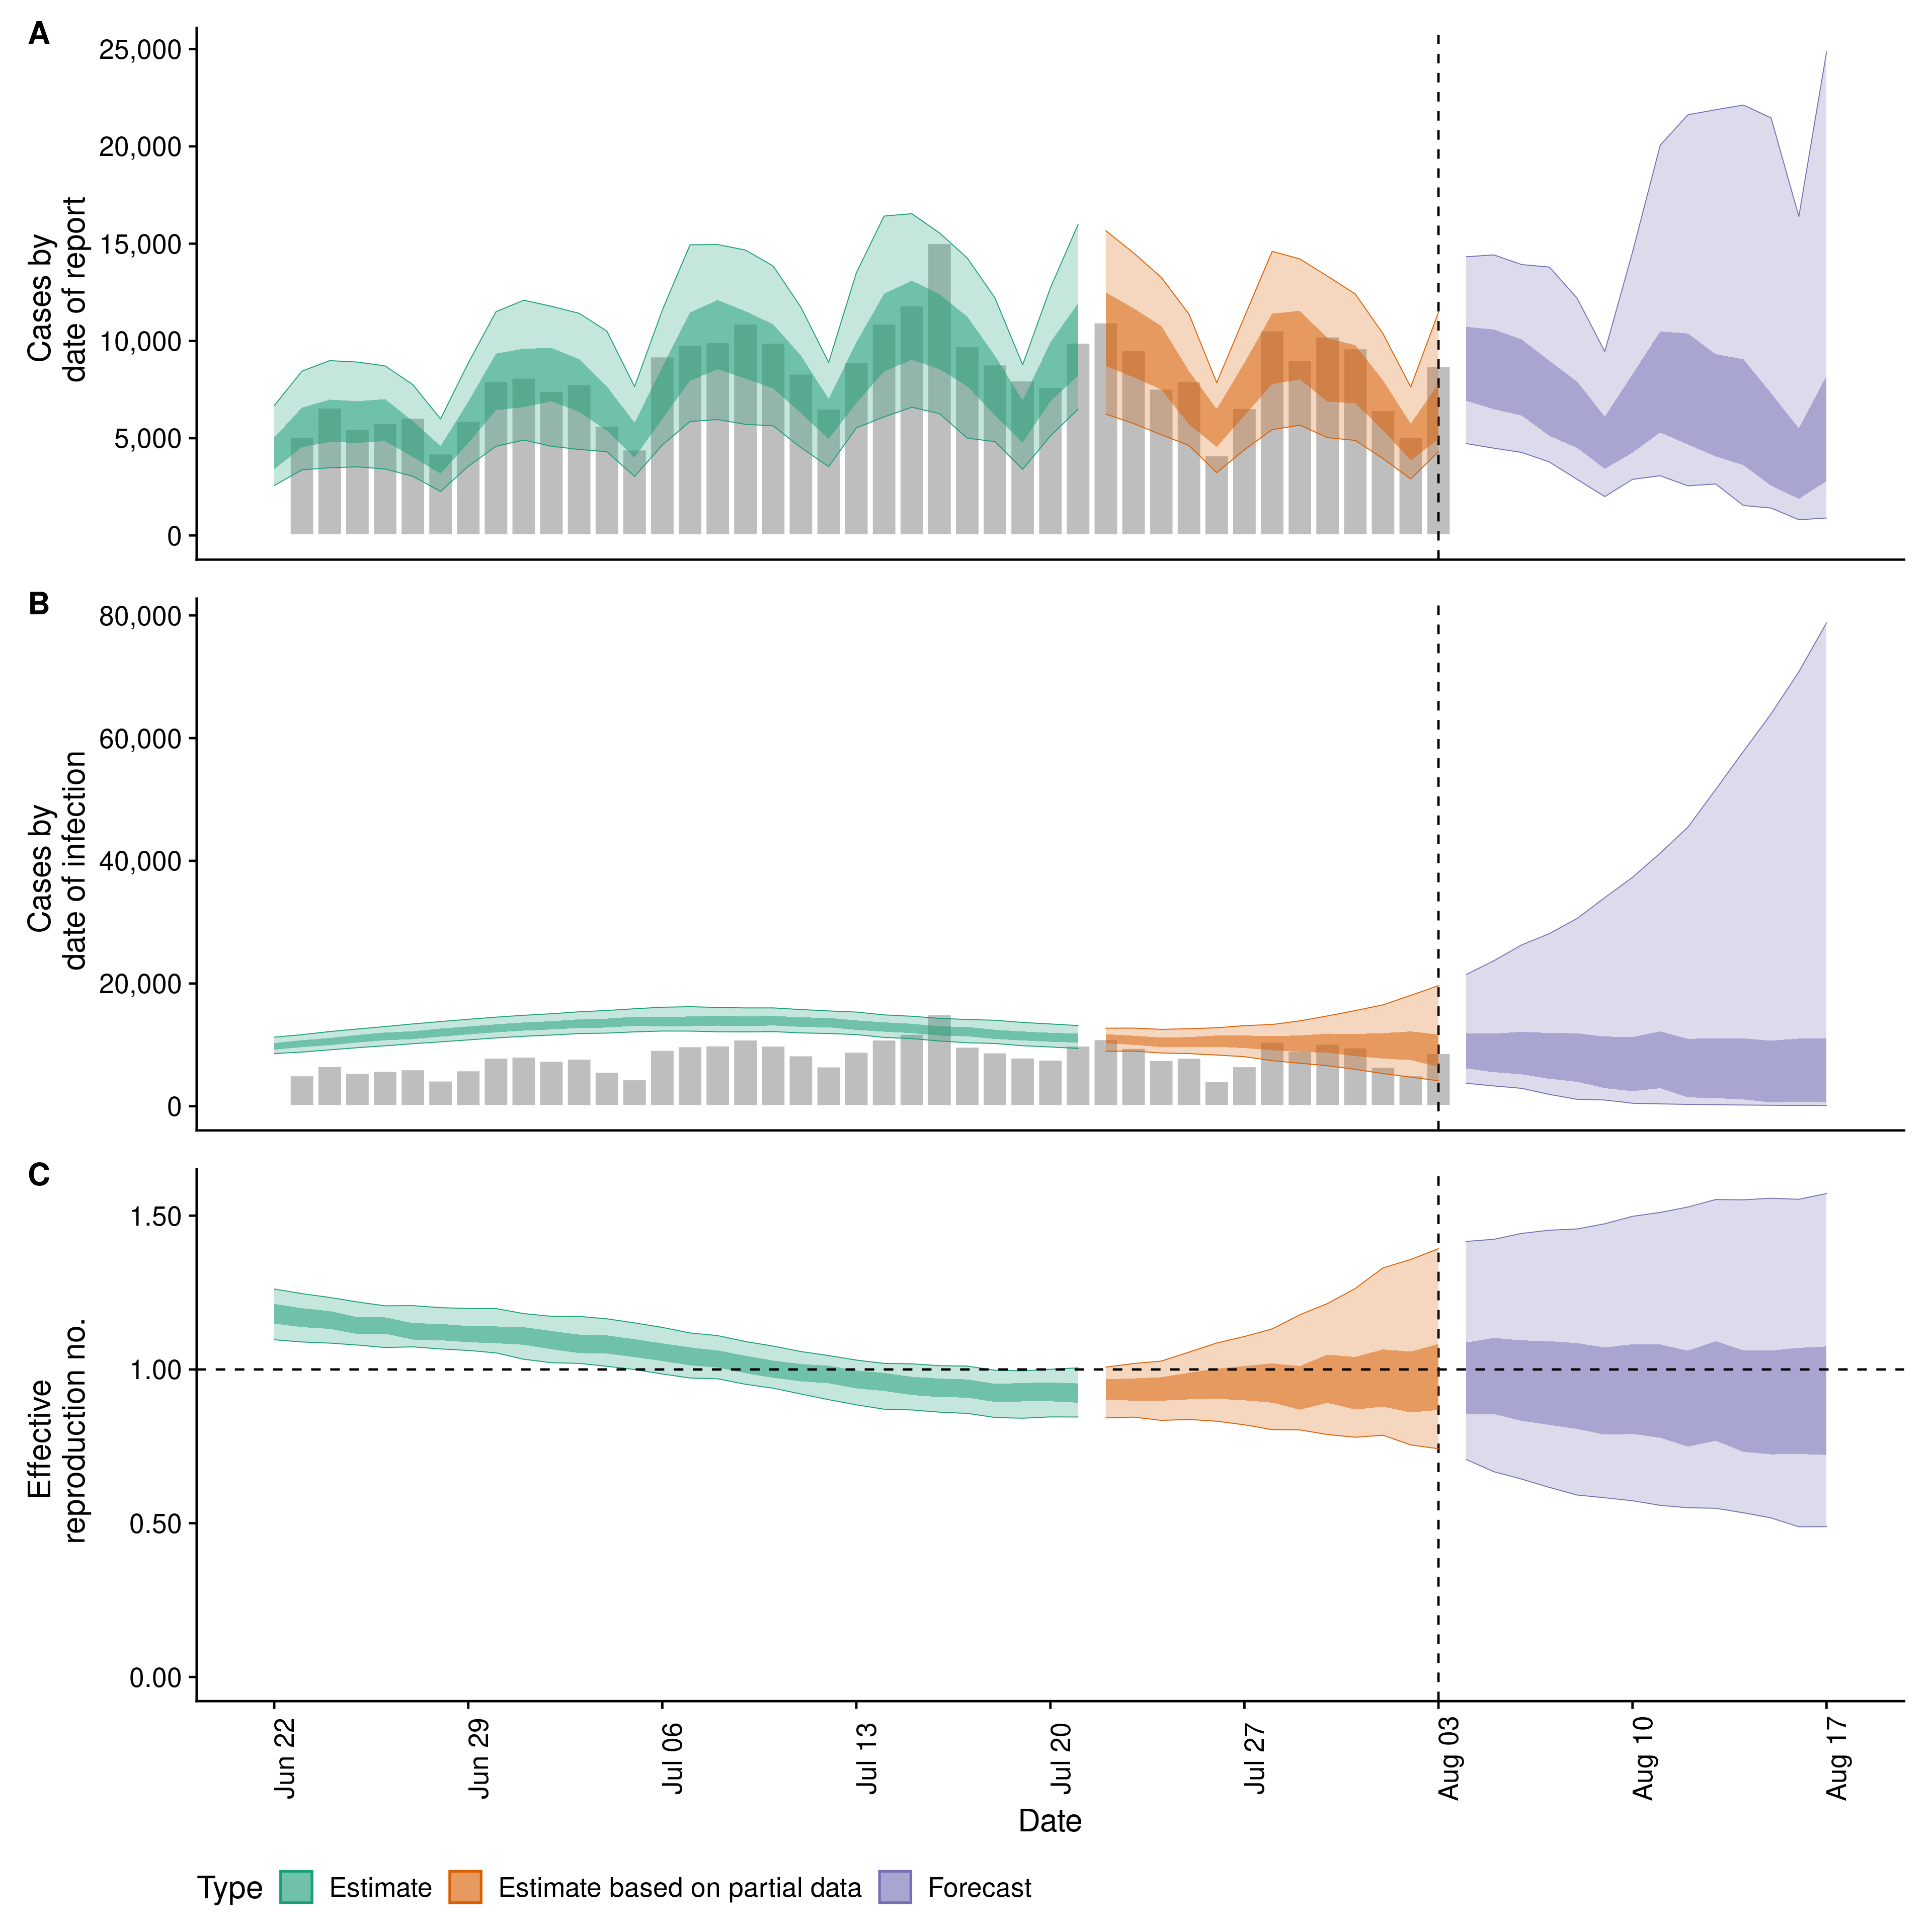 A
25,000
20,000
15,000
10,000
5,000
0
Cases by
date of report
B
80,000
60,000
40,000
20,000
0
Cases by
date of infection
C
1.50
1.00
0.50
0.00
Effective
reproduction no.
Jun 22
Jun 29
Jul 06
Jul 13
Jul 20
Jul 27
Aug 03
Aug 10
Aug 17
Date
Type Estimate Estimate based on partial data Forecast